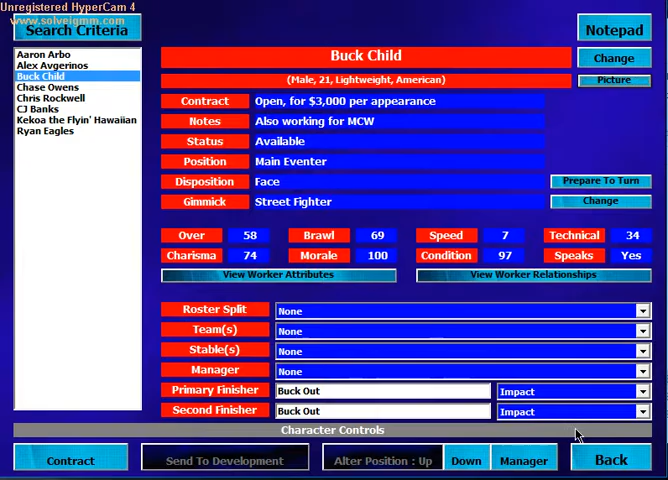 Unregistered HyperCam 4
www.solveigmm.com
Search Criteria
Notepad
Aaron Arbo
Alex Avgerinos
Buck Child
Chase Owens
Chris Rockwell
CJ Banks
Kekoa the Flyin' Hawaiian
Ryan Eagles
Buck Child
Change
(Male, 21, Lightweight, American)
Picture
Contract Open, for $3,000 per appearance
Notes Also working for MCW
Status Available
Position Main Eventer
Disposition Face Prepare To Turn
Gimmick Street Fighter Change
Over 58 Brawl 69 Speed 7 Technical 34
Charisma 74 Morale 100 Condition 97 Speaks Yes
View Worker Attributes View Worker Relationships
Roster Split None
Team(s) None
Stable(s) None
Manager None
Primary Finisher Buck Out Impact
Second Finisher Buck Out Impact
Character Controls
Contract Send To Development Alter Position : Up Down Manager Back